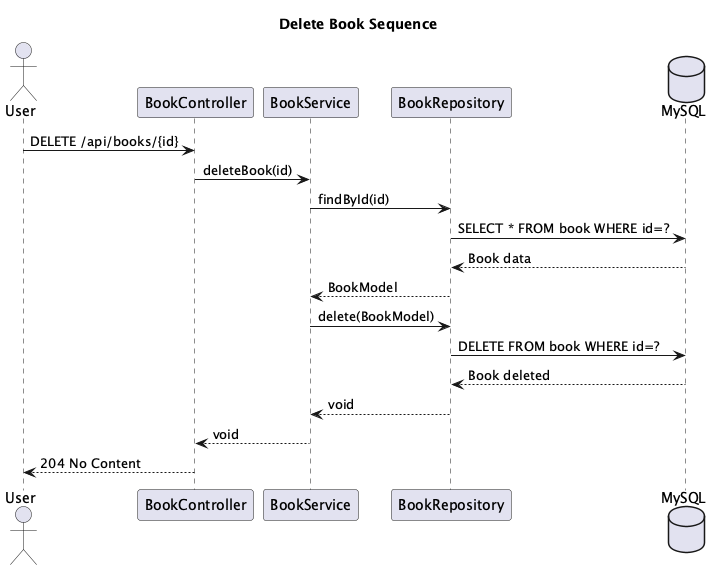 Delete Book Sequence
User
BookController
BookService
BookRepository
MySQL
DELETE /api/books/{id}
deleteBook(id)
findById(id)
SELECT * FROM book WHERE id=?
Book data
BookModel
delete(BookModel)
DELETE FROM book WHERE id=?
Book deleted
void
void
204 No Content
User
BookController
BookService
BookRepository
MySQL